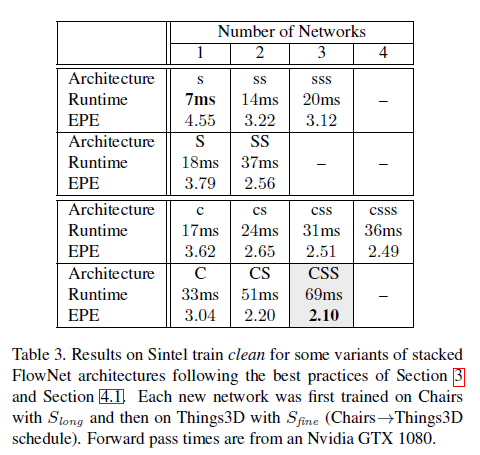 Number of Networks
1 2 3 4
Architecture s ss sss
Runtime 7ms 14ms 20ms –
EPE 4.55 3.22 3.12
Architecture S SS
Runtime 18ms 37ms – –
EPE 3.79 2.56
Architecture c cs css csss
Runtime 17ms 24ms 31ms 36ms
EPE 3.62 2.65 2.51 2.49
Architecture C CS CSS
Runtime 33ms 51ms 69ms –
EPE 3.04 2.20 2.10
Table 3. Results on Sintel train clean for some variants of stacked
FlowNet architectures following the best practices of Section 3
and Section 4.1. Each new network was first trained on Chairs
with Slong and then on Things3D with Sfine (Chairs→Things3D
schedule). Forward pass times are from an Nvidia GTX 1080.